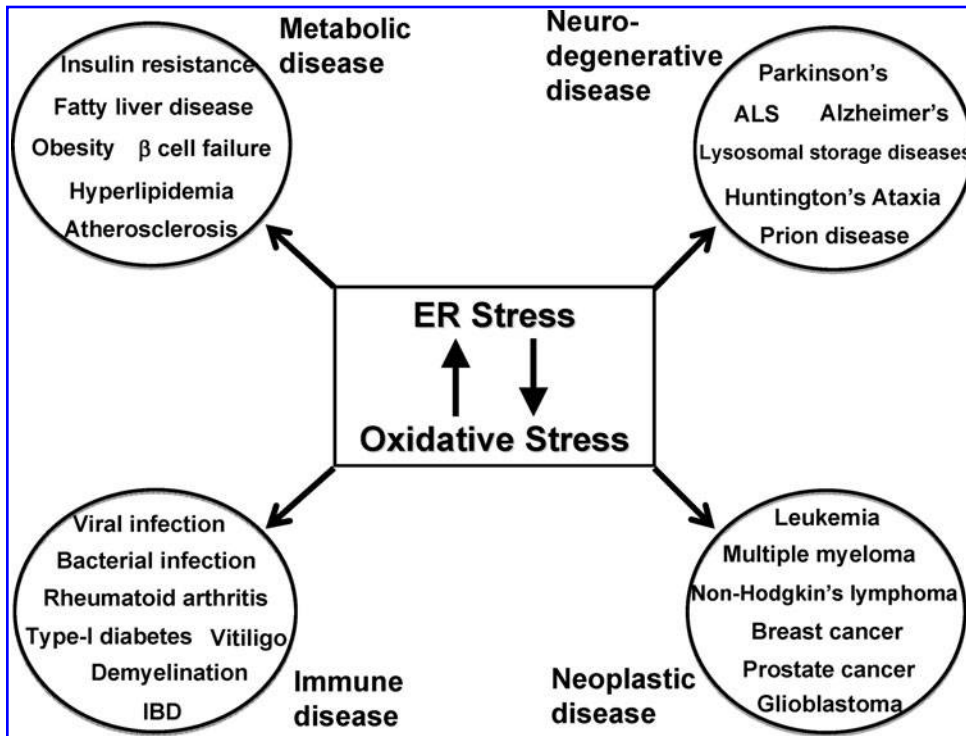 Metabolic
disease
Insulin resistance
Fatty liver disease
Obesity β cell failure
Hyperlipidemia
Atherosclerosis
Neuro-
degenerative
disease
Parkinson's
ALS Alzheimer's
Lysosomal storage diseases
Huntington's Ataxia
Prion disease
ER Stress
Oxidative Stress
Viral infection
Bacterial infection
Rheumatoid arthritis
Type-I diabetes Vitiligo
Demyelination
IBD
Immune
disease
Neoplastic
disease
Leukemia
Multiple myeloma
Non-Hodgkin's lymphoma
Breast cancer
Prostate cancer
Glioblastoma